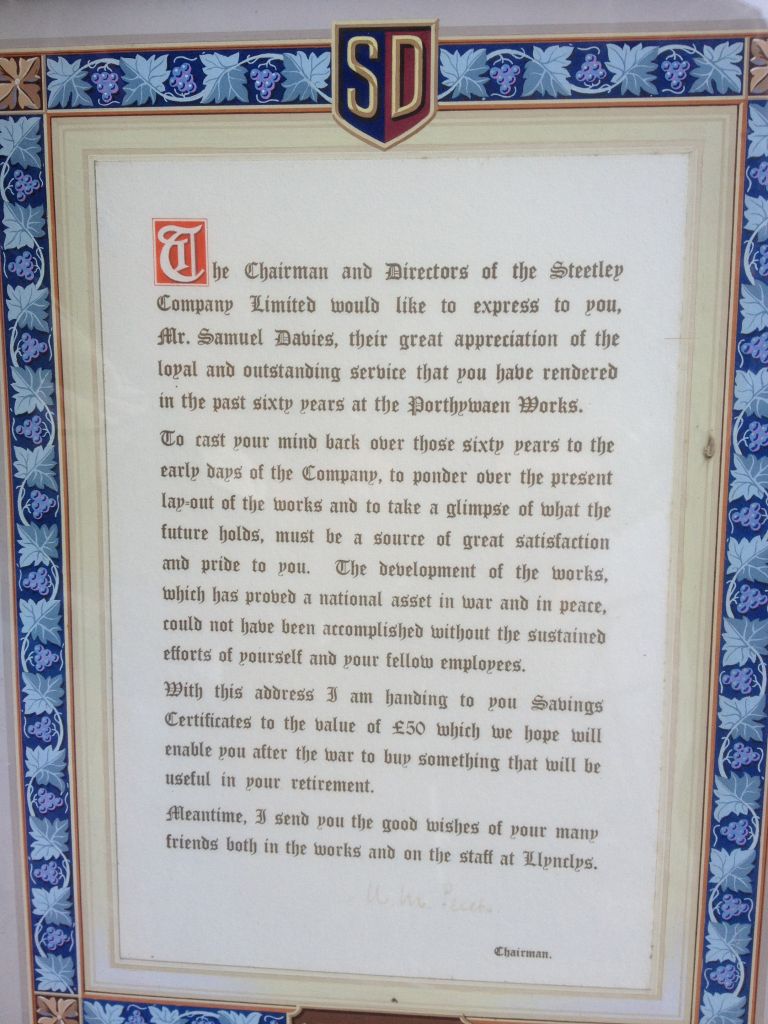 SD
The Chairman and Directors of the Steetley
Company Limited would like to express to you,
Mr. Samuel Davies, their great appreciation of the
loyal and outstanding service that you have rendered
in the past sixty years at the Porthywaen Works.
To cast your mind back over those sixty years to the
early days of the Company, to ponder over the present
lay-out of the works and to take a glimpse of what the
future holds, must be a source of great satisfaction
and pride to you. The development of the works,
which has proved a national asset in war and in peace,
could not have been accomplished without the sustained
efforts of yourself and your fellow employees.
With this address I am handing to you Savings
Certificates to the value of £50 which we hope will
enable you after the war to buy something that will be
useful in your retirement.
Meantime, I send you the good wishes of your many
friends both in the works and on the staff at Llynclys.
Chairman.